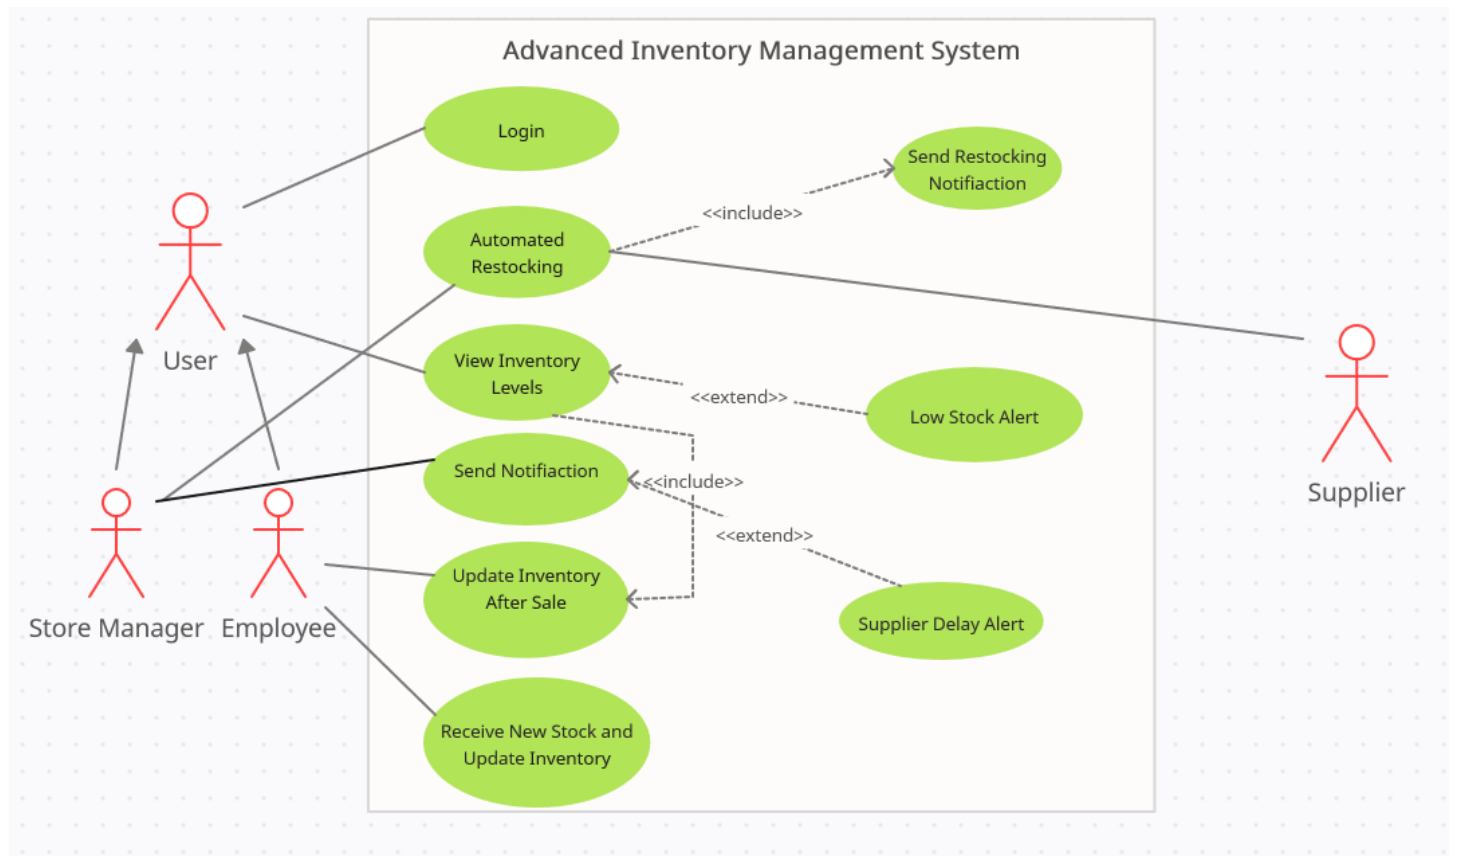 Advanced Inventory Management System
Login
Send Restocking
Notifiaction
<<include>>
Automated
Restocking
User
View Inventory
Levels
<<extend>>
Low Stock Alert
Send Notifiaction
<<include>>
Supplier
<<extend>>
Update Inventory
After Sale
Supplier Delay Alert
Store Manager
Employee
Receive New Stock and
Update Inventory